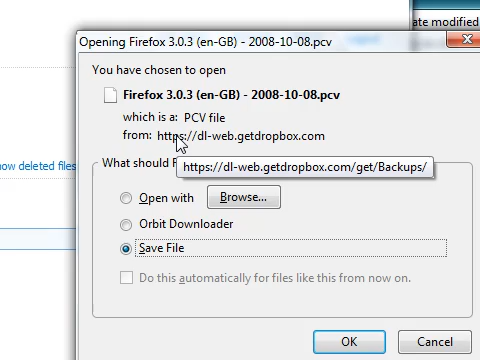 ate modified
Opening Firefox 3.0.3 (en-GB) - 2008-10-08.pcv
You have chosen to open
Firefox 3.0.3 (en-GB) - 2008-10-08.pcv
which is a: PCV file
from: https://dl-web.getdropbox.com
ow deleted files
What should F
https://dl-web.getdropbox.com/get/Backups/
Open with
Browse...
Orbit Downloader
Save File
Do this automatically for files like this from now on.
OK
Cancel